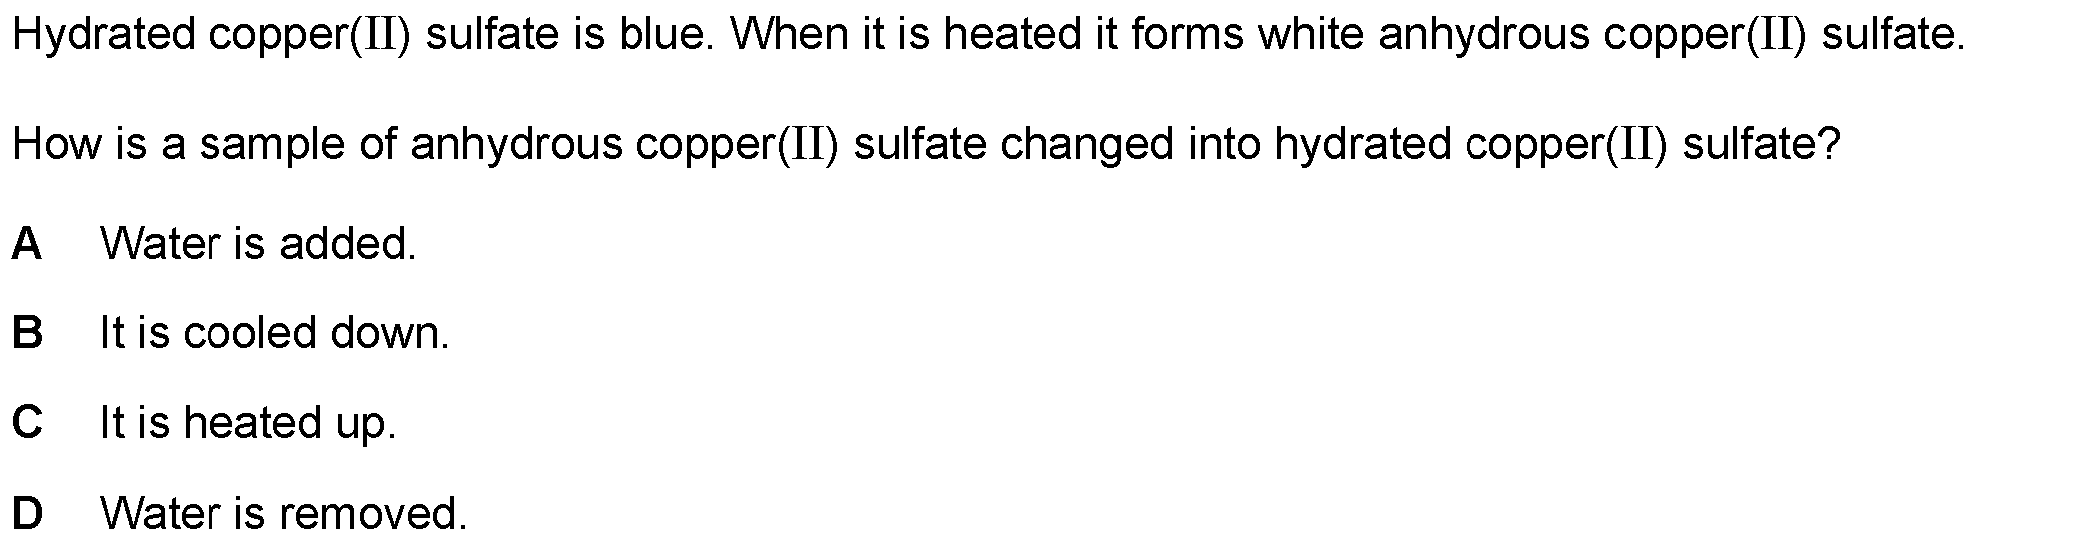 Hydrated copper(II) sulfate is blue. When it is heated it forms white anhydrous copper(II) sulfate.
How is a sample of anhydrous copper(II) sulfate changed into hydrated copper(II) sulfate?
A Water is added.
B It is cooled down.
C It is heated up.
D Water is removed.